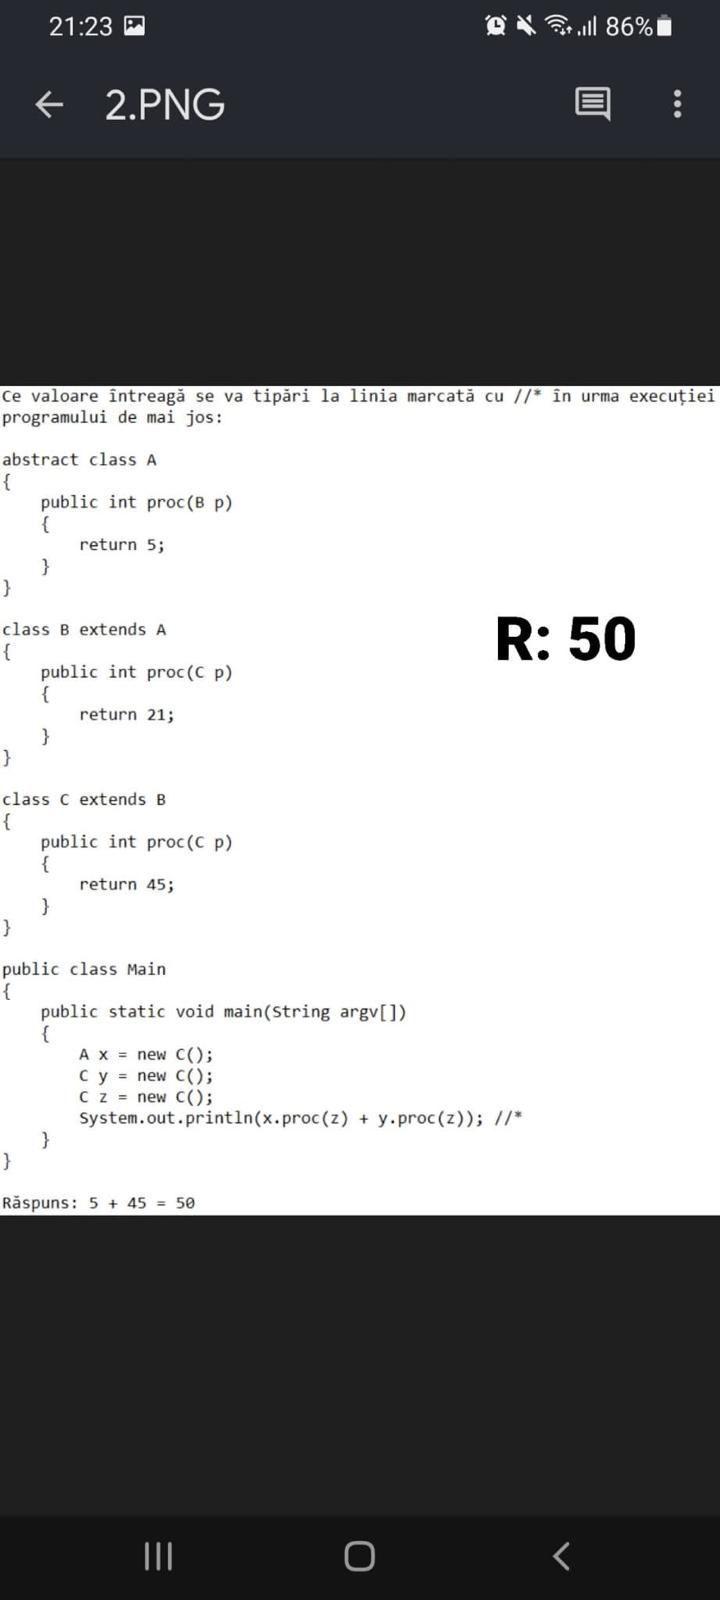 21:23 86%
2.PNG
Ce valoare întreagă se va tipări la linia marcată cu //* în urma execuției
programului de mai jos:
abstract class A
{
    public int proc(B p)
    {
        return 5;
    }
}
class B extends A
{
    public int proc(C p)
    {
        return 21;
    }
}
R: 50
class C extends B
{
    public int proc(C p)
    {
        return 45;
    }
}
public class Main
{
    public static void main(String argv[])
    {
        A x = new C();
        C y = new C();
        C z = new C();
        System.out.println(x.proc(z) + y.proc(z)); //*
    }
}
Răspuns: 5 + 45 = 50